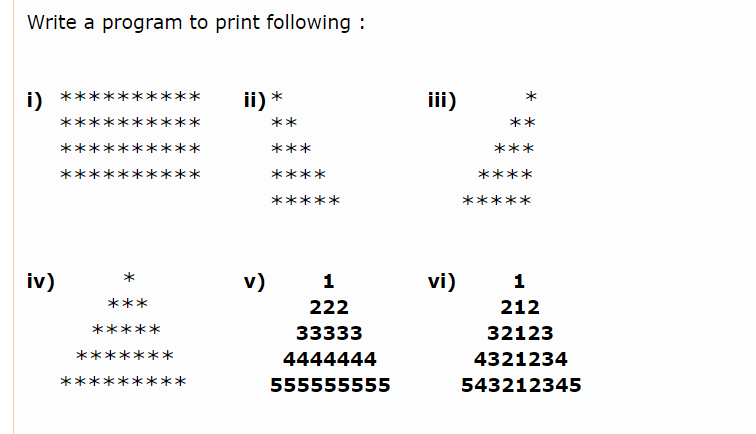 Write a program to print following :
i) ********** ii) * iii) *
********** ** **
********** *** ***
********** **** ****
***** *****
iv) * v) 1 vi) 1
*** 222 212
***** 33333 32123
******* 4444444 4321234
********* 555555555 543212345